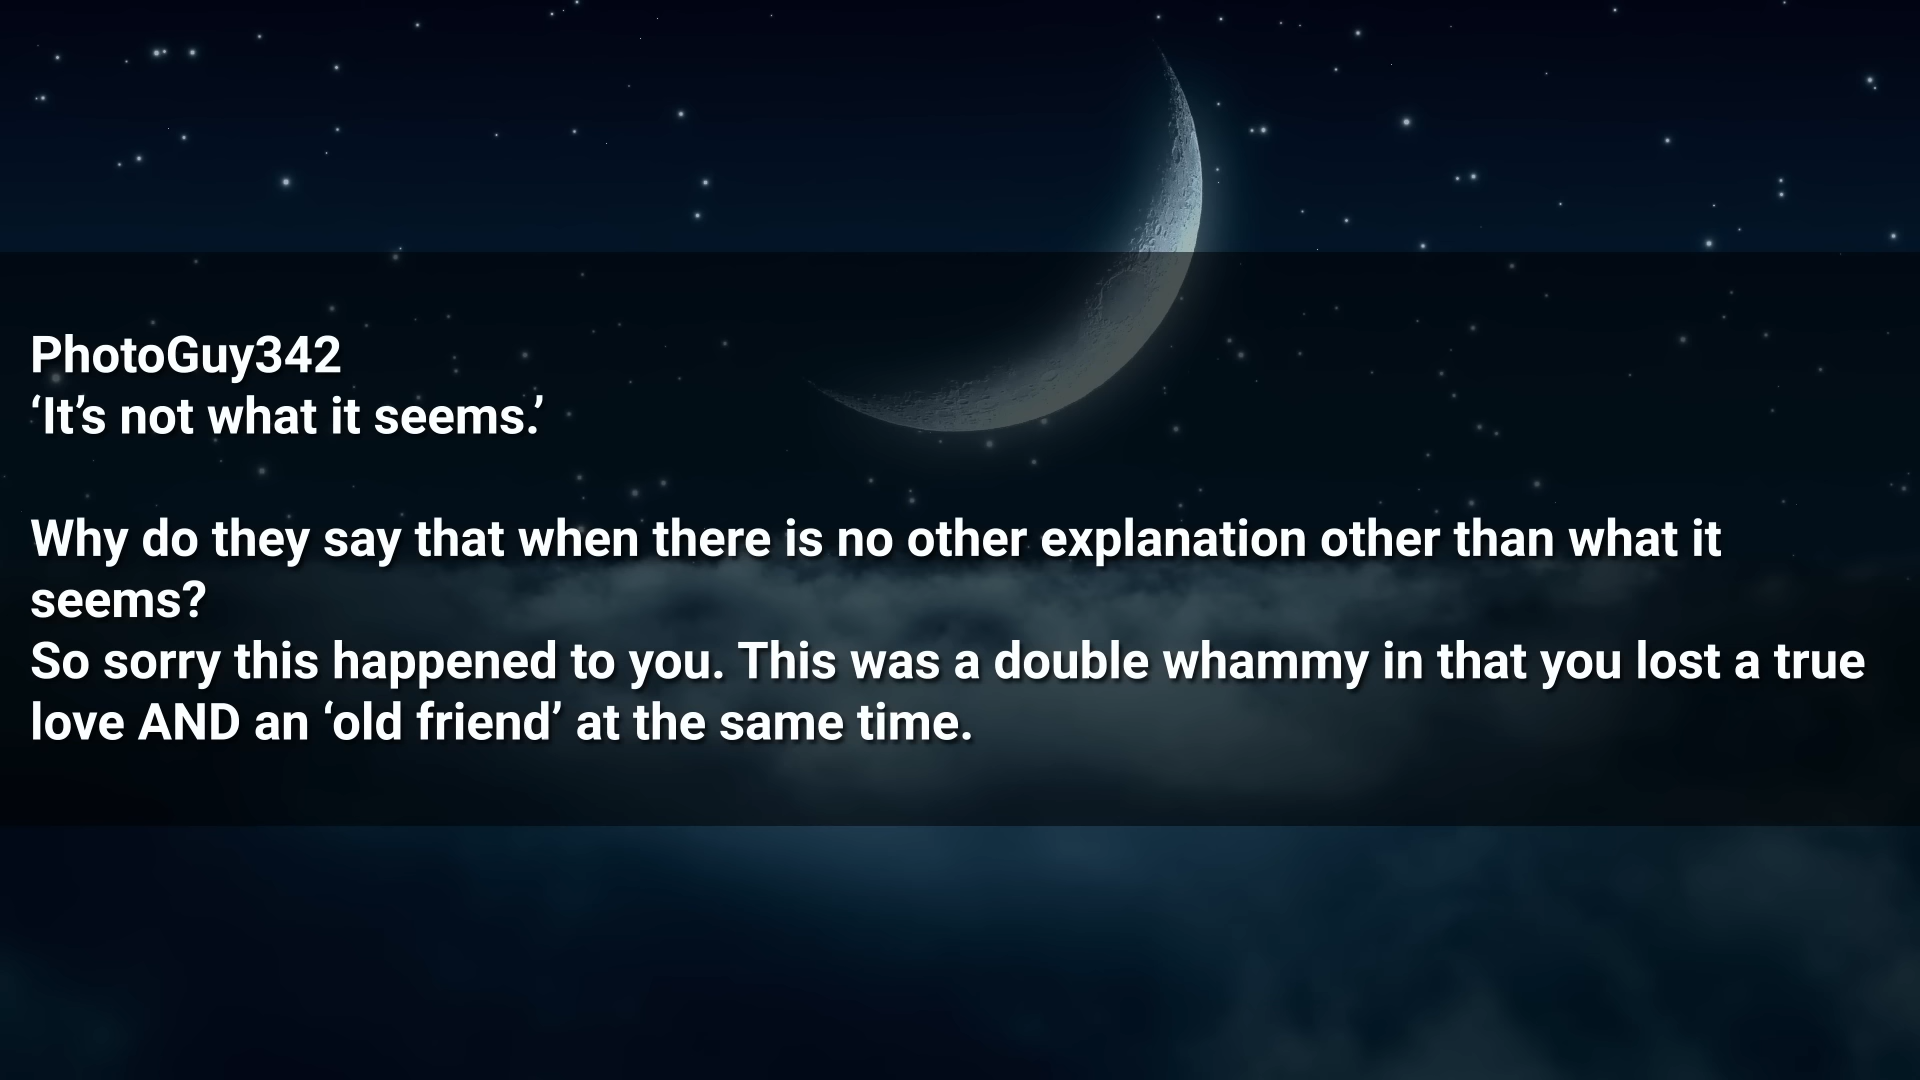 PhotoGuy342
‘It’s not what it seems.’
Why do they say that when there is no other explanation other than what it
seems?
So sorry this happened to you. This was a double whammy in that you lost a true
love AND an ‘old friend’ at the same time.